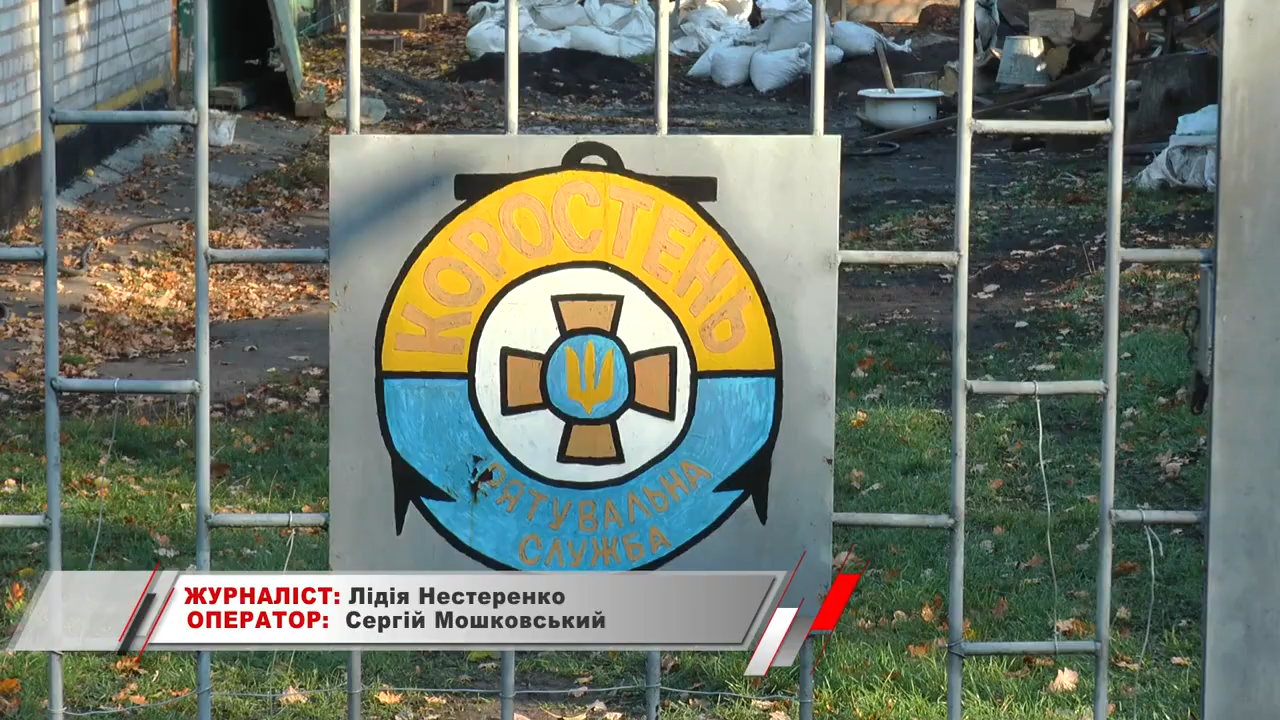 КОРОСТЕНЬ
РЯТУВАЛЬНА
СЛУЖБА
ЖУРНАЛІСТ: Лідія Нестеренко
ОПЕРАТОР: Сергій Мошковський